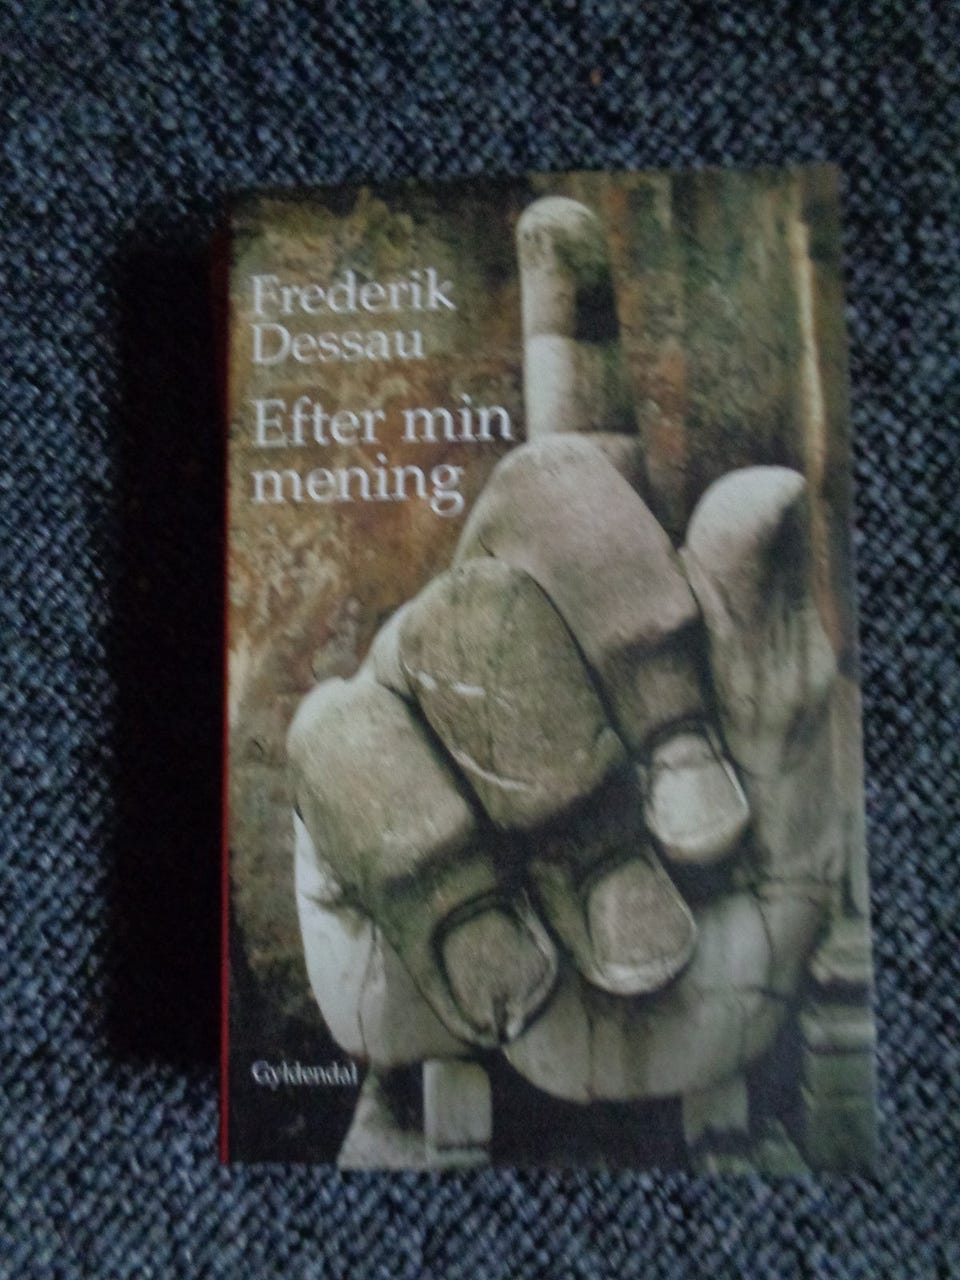 Frederik
Dessau
Efter min
mening
Gyldendal